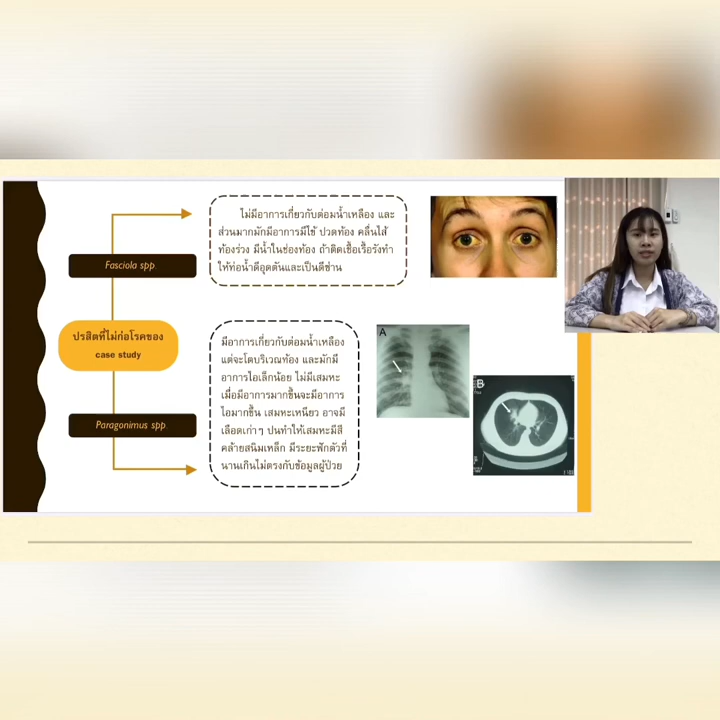 ไม่มีอาการเกี่ยวกับต่อมน้ำเหลือง และ
ส่วนมากมักมีอาการมีไข้ ปวดท้อง คลื่นไส้
ท้องร่วง มีน้ำในช่องท้อง ถ้าติดเชื้อเรื้อรังทำ
ให้ท่อน้ำดีอุดตันและเป็นดีซ่าน
Fasciola spp.
ปรสิตที่ไม่ก่อโรคของ
case study
มีอาการเกี่ยวกับต่อมน้ำเหลือง
แต่จะโตบริเวณท้อง และมักมี
อาการไอเล็กน้อย ไม่มีเสมหะ
เมื่อมีอาการมากขึ้นจะมีอาการ
ไอมากขึ้น เสมหะเหนียว อาจมี
เลือดเก่าๆ ปนทำให้เสมหะมีสี
คล้ายสนิมเหล็ก มีระยะฟักตัวที่
นานเกินไม่ตรงกับข้อมูลผู้ป่วย
Paragonimus spp.
A
B